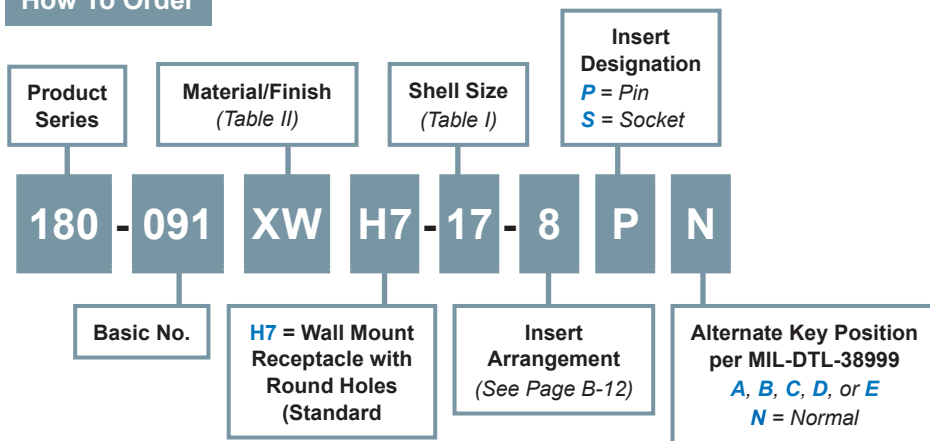 How To Order
Insert
Designation
P = Pin
S = Socket
Product
Series
Material/Finish
(Table II)
Shell Size
(Table I)
180 - 091 XW H7 - 17 - 8 P N
Basic No.
H7 = Wall Mount
Receptacle with
Round Holes
(Standard
Insert
Arrangement
(See Page B-12)
Alternate Key Position
per MIL-DTL-38999
A, B, C, D, or E
N = Normal